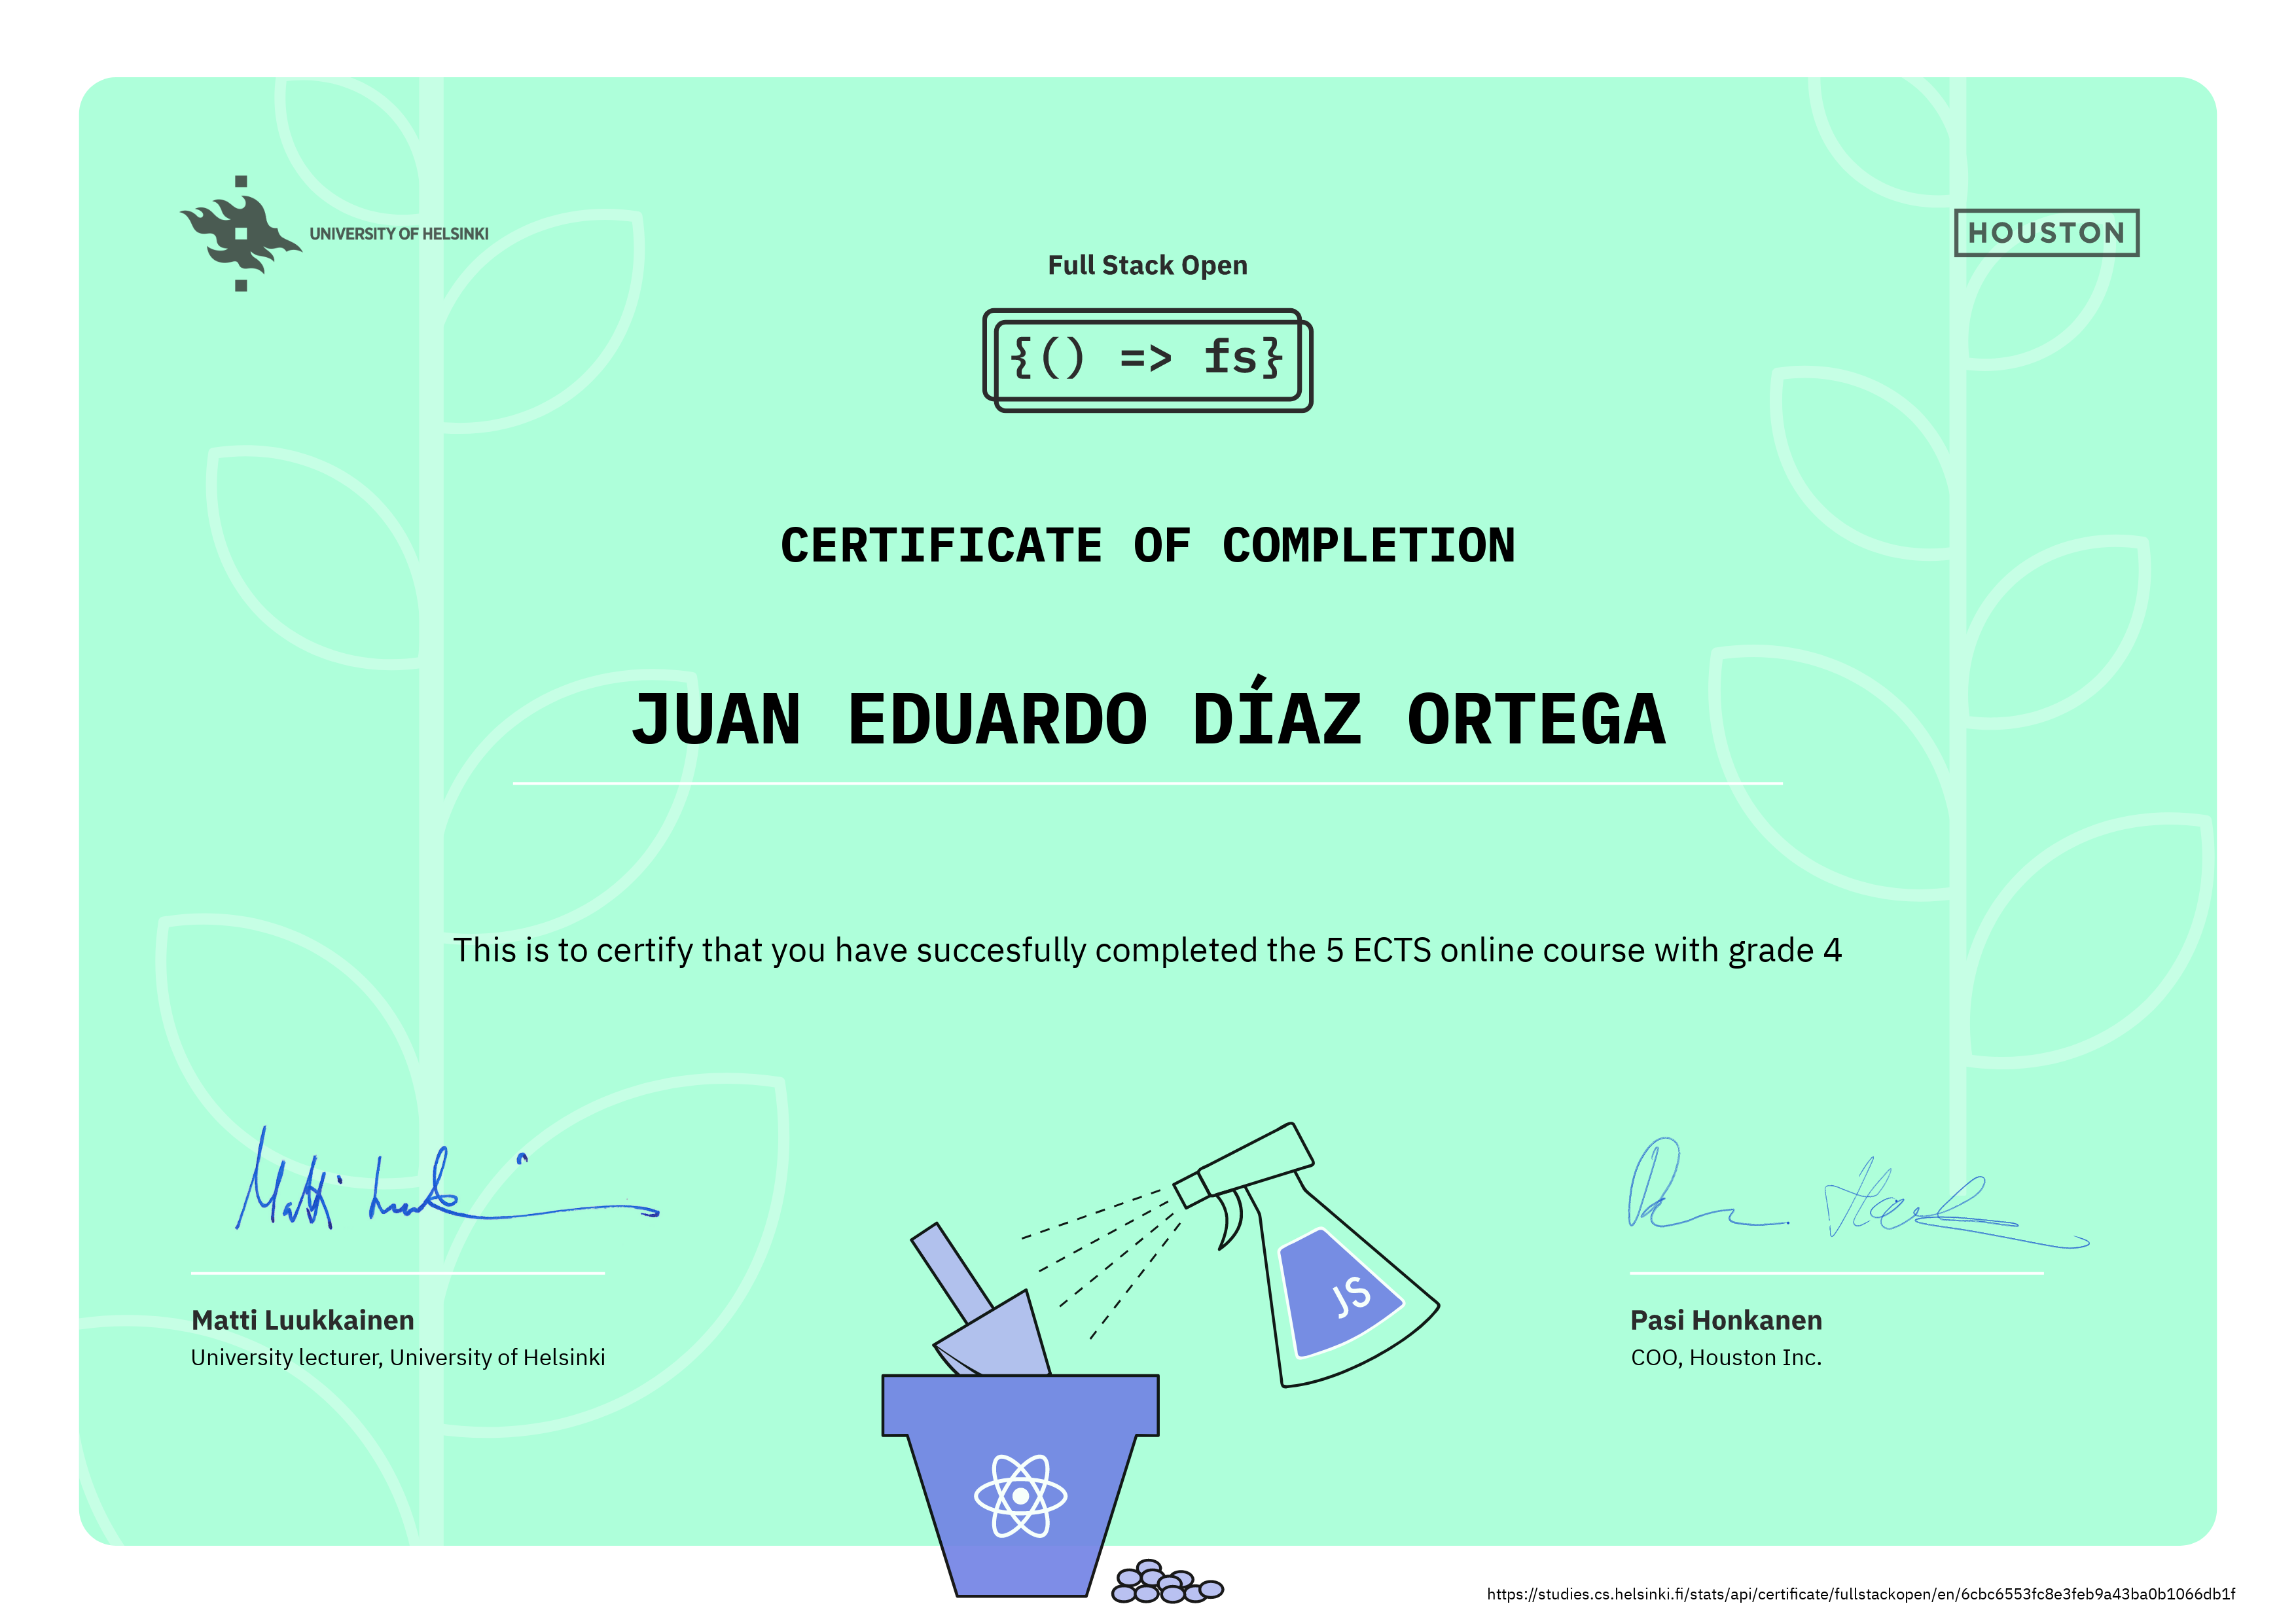 UNIVERSITY OF HELSINKI
HOUSTON
Full Stack Open
{() => fs}
CERTIFICATE OF COMPLETION
JUAN EDUARDO DÍAZ ORTEGA
This is to certify that you have succesfully completed the 5 ECTS online course with grade 4
JS
Matti Luukkainen
University lecturer, University of Helsinki
Pasi Honkanen
COO, Houston Inc.
https://studies.cs.helsinki.fi/stats/api/certificate/fullstackopen/en/6cbc6553fc8e3feb9a43ba0b1066db1f